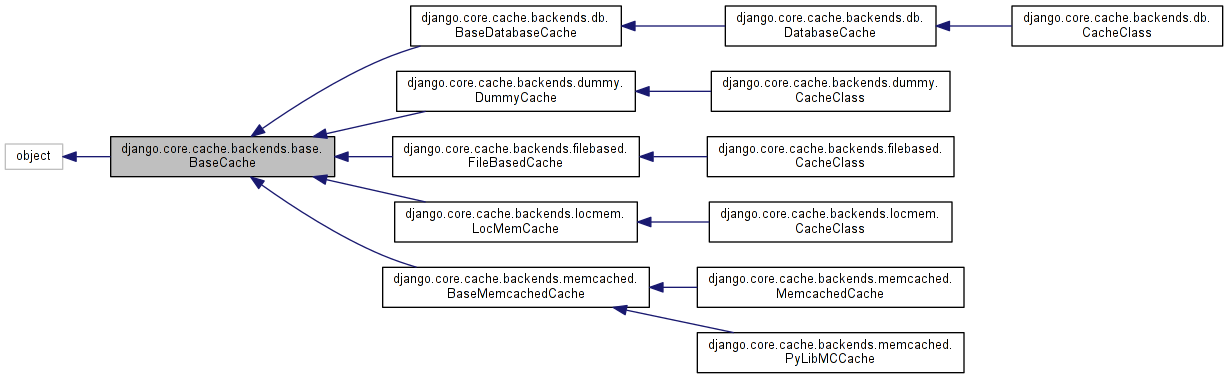 django.core.cache.backends.db.
BaseDatabaseCache
django.core.cache.backends.db.
DatabaseCache
django.core.cache.backends.db.
CacheClass
django.core.cache.backends.dummy.
DummyCache
django.core.cache.backends.dummy.
CacheClass
object
django.core.cache.backends.base.
BaseCache
django.core.cache.backends.filebased.
FileBasedCache
django.core.cache.backends.filebased.
CacheClass
django.core.cache.backends.locmem.
LocMemCache
django.core.cache.backends.locmem.
CacheClass
django.core.cache.backends.memcached.
BaseMemcachedCache
django.core.cache.backends.memcached.
MemcachedCache
django.core.cache.backends.memcached.
PyLibMCCache